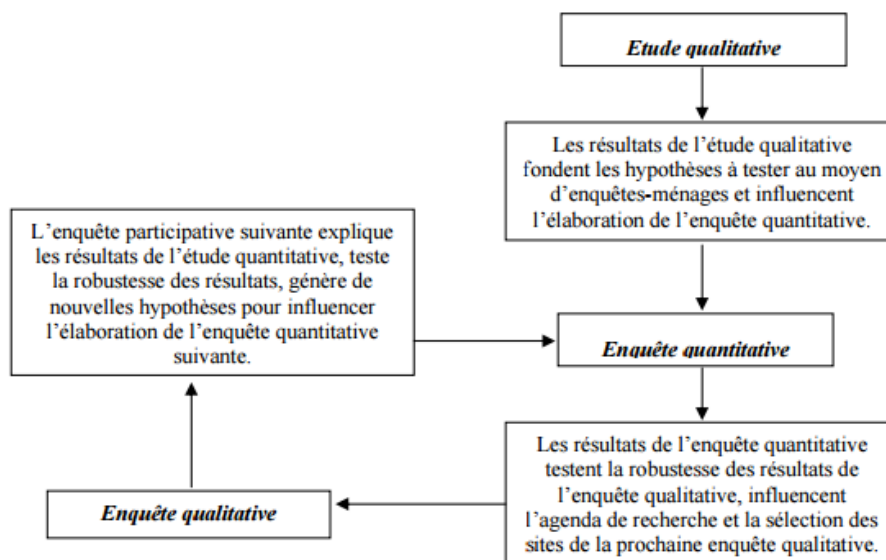 Etude qualitative
Les résultats de l’étude qualitative
fondent les hypothèses à tester au moyen
d’enquêtes-ménages et influencent
l’élaboration de l’enquête quantitative.
L’enquête participative suivante explique
les résultats de l’étude quantitative, teste
la robustesse des résultats, génère de
nouvelles hypothèses pour influencer
l’élaboration de l’enquête quantitative
suivante.
Enquête quantitative
Les résultats de l’enquête quantitative
testent la robustesse des résultats de
l’enquête qualitative, influencent
l’agenda de recherche et la sélection des
sites de la prochaine enquête qualitative.
Enquête qualitative